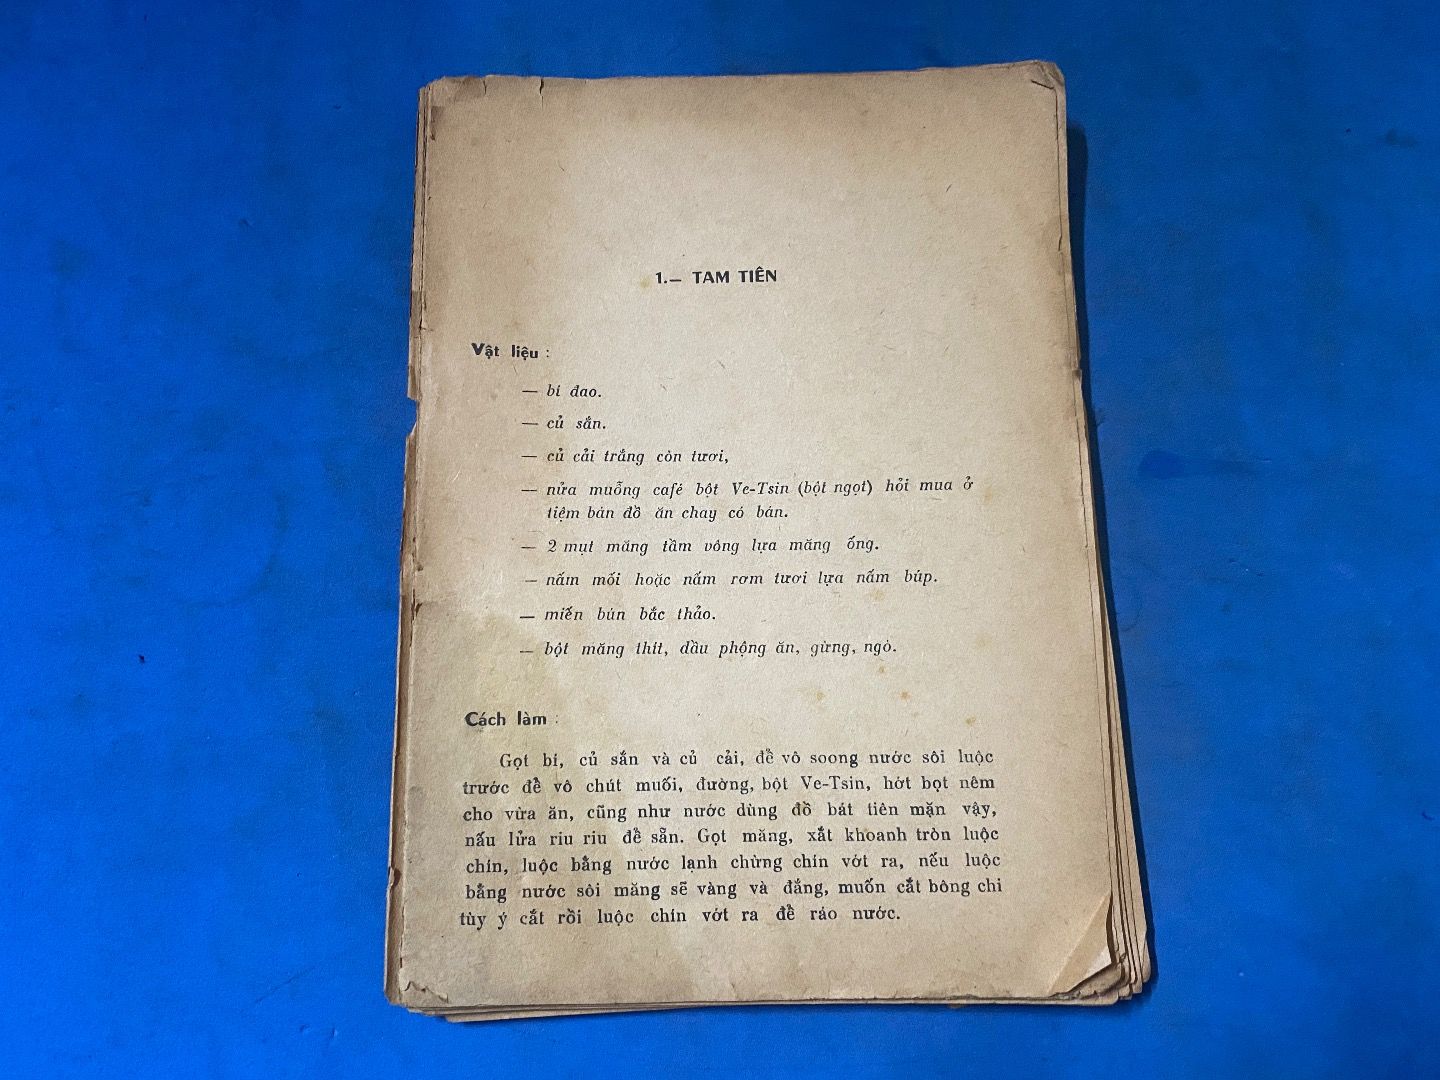 1.— TAM TIÊN
Vật liệu :
— bí đao.
— củ sắn.
— củ cải trắng còn tươi,
— nửa muỗng café bột Ve-Tsin (bột ngọt) hỏi mua ở
tiệm bán đồ ăn chay có bán.
— 2 mụt măng tầm vông lựa măng ống.
— nấm mối hoặc nấm rơm tươi lựa nấm búp.
— miến bún bắc thảo.
— bột măng thít, dầu phộng ăn, gừng, ngò.
Cách làm :
Gọt bí, củ sắn và củ cải, để vô soong nước sôi luộc
trước để vô chút muối, đường, bột Ve-Tsin, hớt bọt nêm
cho vừa ăn, cũng như nước dùng đồ bát tiên mặn vậy,
nấu lửa riu riu để sẵn. Gọt măng, xắt khoanh tròn luộc
chín, luộc bằng nước lạnh chừng chín vớt ra, nếu luộc
bằng nước sôi măng sẽ vàng và đắng, muốn cắt bông chi
tùy ý cắt rồi luộc chín vớt ra để ráo nước.